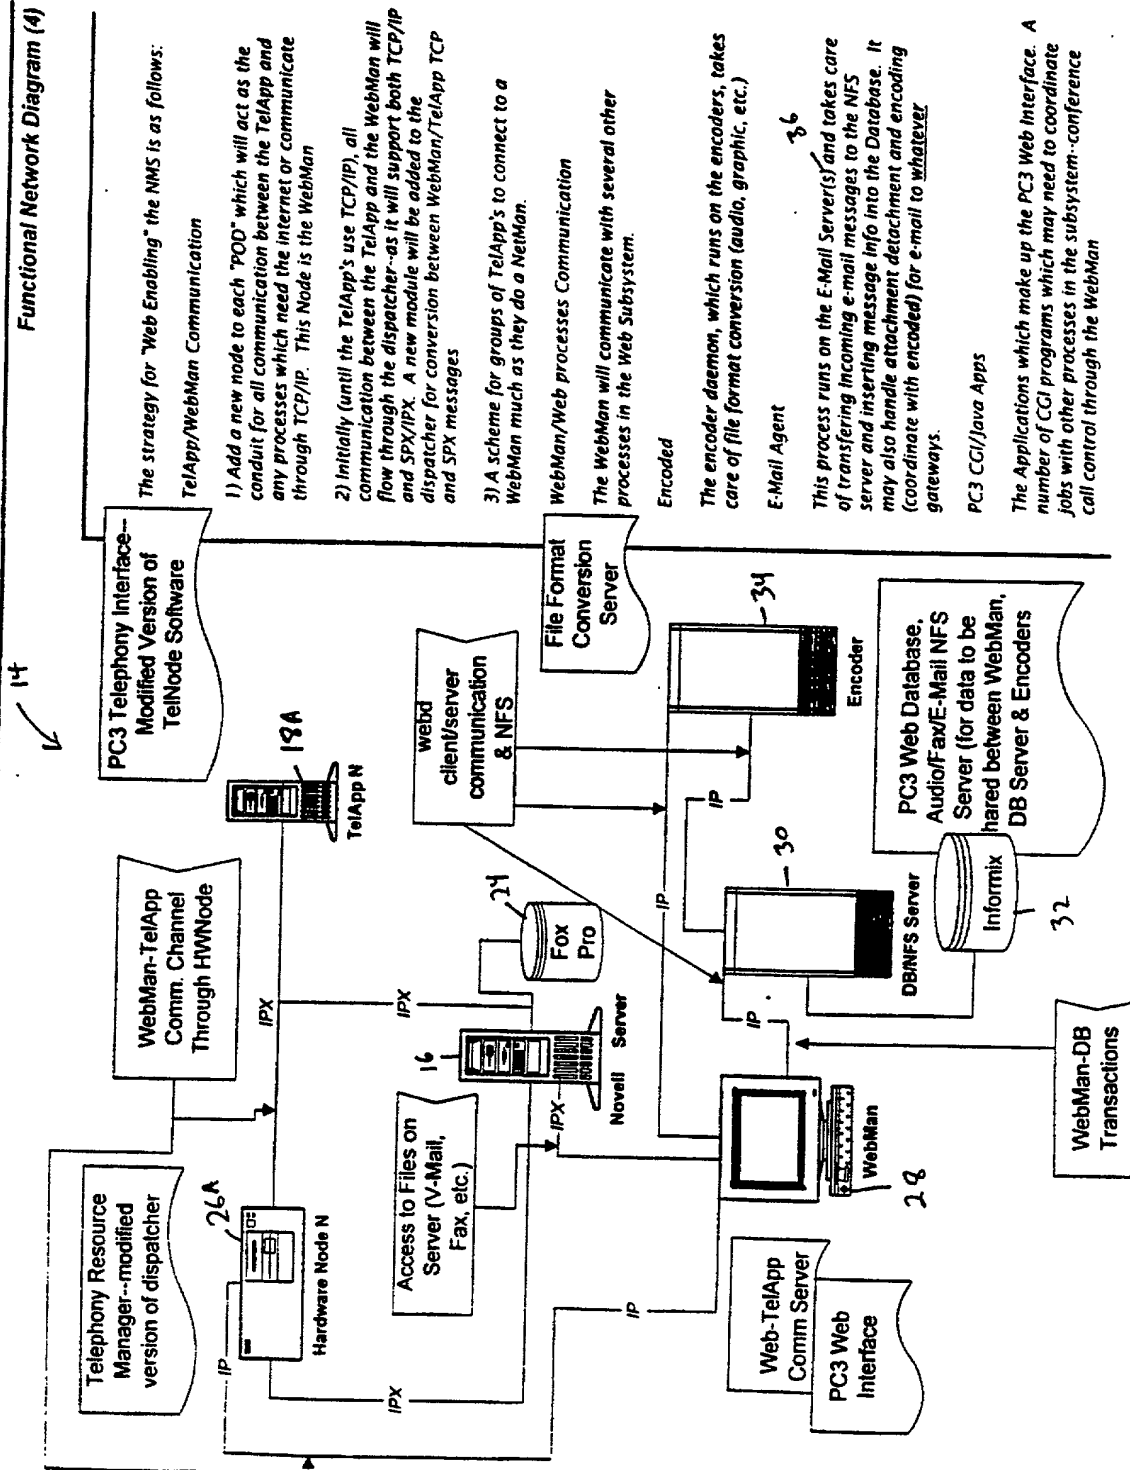 Functional Network Diagram (4)
14
PC3 Telephony Interface--
Modified Version of
TelNode Software
The strategy for "Web Enabling" the NMS is as follows:
TelApp/WebMan Communication
1) Add a new node to each "POD" which will act as the
conduit for all communication between the TelApp and
any processes which need the internet or communicate
through TCP/IP. This Node is the WebMan
2) Initially (until the TelApp's use TCP/IP), all
communication between the TelApp and the WebMan will
flow through the dispatcher--as it will support both TCP/IP
and SPX/IPX. A new module will be added to the
dispatcher for conversion between WebMan/TelApp TCP
and SPX messages
3) A scheme for groups of TelApp's to connect to a
WebMan much as they do a NetMan.
WebMan/Web processes Communication
The WebMan will communicate with several other
processes in the Web Subsystem.
Encoded
The encoder daemon, which runs on the encoders, takes
care of file format conversion (audio, graphic, etc.)
E-Mail Agent
36
This process runs on the E-Mail Server(s) and takes care
of transferring incoming e-mail messages to the NFS
server and inserting message info into the Database. It
may also handle attachment detachment and encoding
(coordinate with encoded) for e-mail to whatever
gateways.
PC3 CGI/Java Apps
The Applications which make up the PC3 Web Interface. A
number of CGI programs which may need to coordinate
jobs with other processes in the subsystem--conference
call control through the WebMan
Telephony Resource
Manager--modified
version of dispatcher
WebMan-TelApp
Comm. Channel
Through HWNode
26A
Hardware Node N
18A
TelApp N
IP
IPX
IPX
IPX
Access to Files on
Server (V-Mail,
Fax, etc.)
16
Novell Server
IPX
24
Fox
Pro
webd
client/server
communication
& NFS
File Format
Conversion
Server
34
Encoder
IP
IP
IP
IP
30
DB/NFS Server
Informix
32
PC3 Web Database,
Audio/Fax/E-Mail NFS
Server (for data to be
hared between WebMan,
DB Server & Encoders
WebMan
28
Web-TelApp
Comm Server
PC3 Web
Interface
WebMan-DB
Transactions